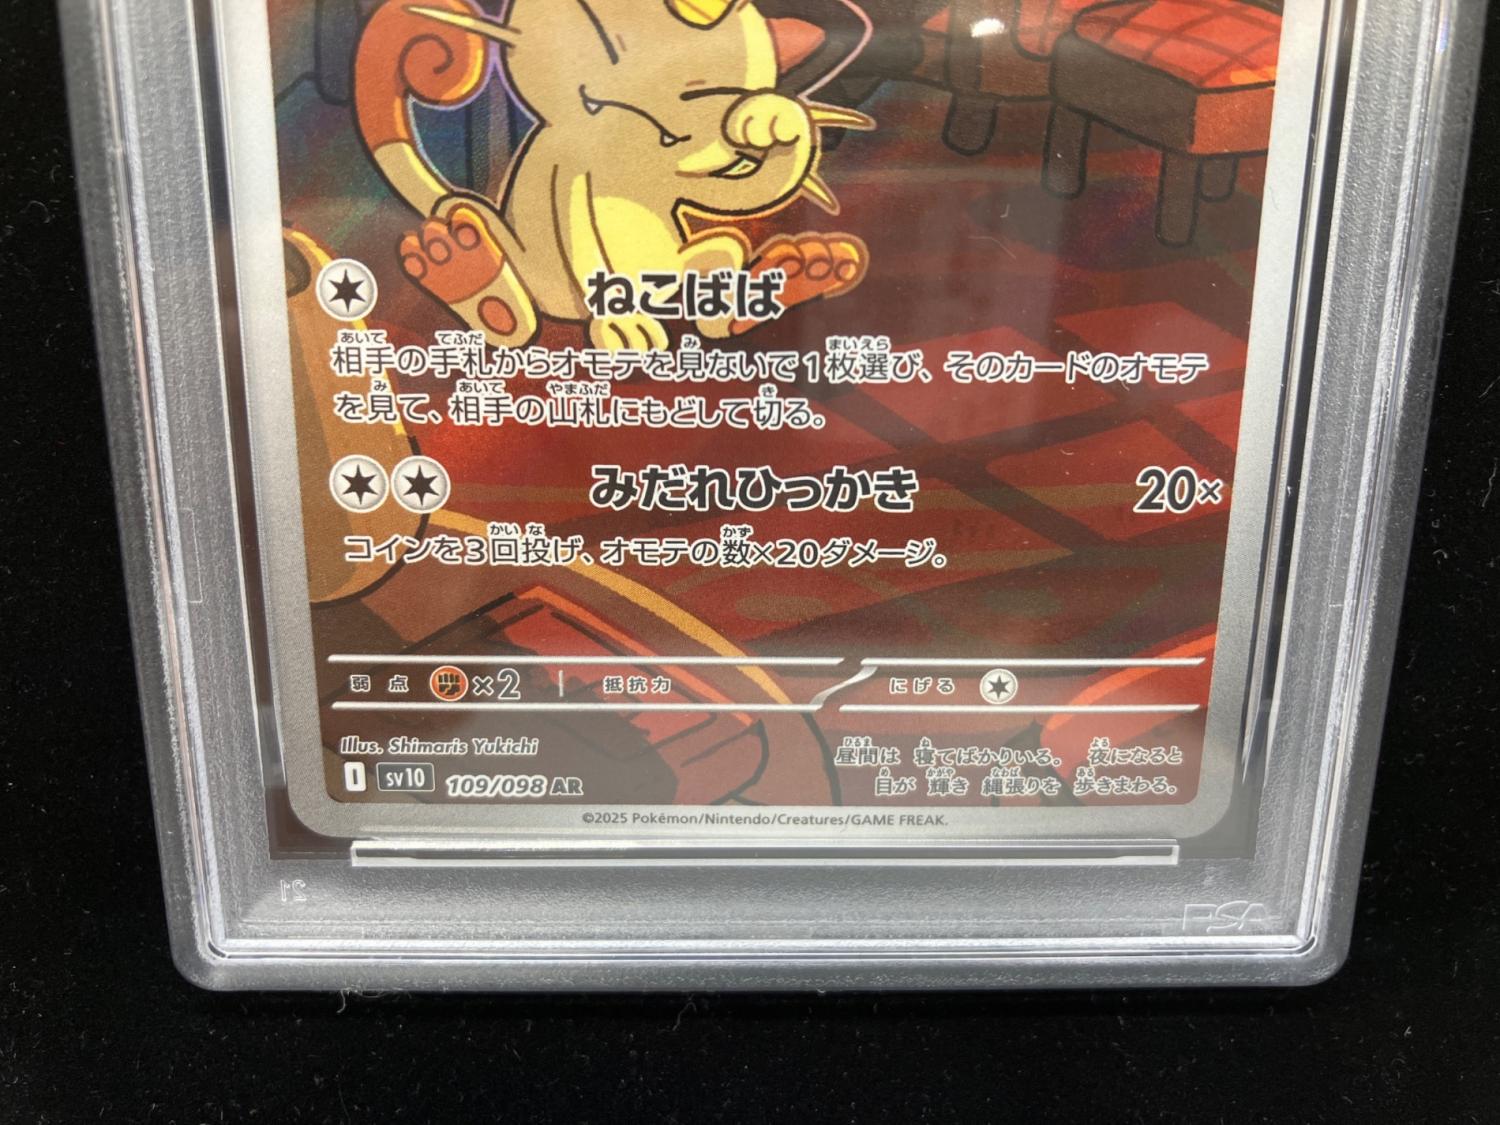 ねこばば
相手の手札からオモテを見ないで1枚選び、そのカードのオモテ
を見て、相手の山札にもどして切る。
みだれひっかき 20×
コインを3回投げ、オモテの数×20ダメージ。
弱点 ×2 抵抗力 にげる
Illus. Shimaris Yukichi
昼間は 寝てばかりいる。 夜になると
目が 輝き 縄張りを 歩きまわる。
I SV10 109/098 AR
©2025 Pokémon/Nintendo/Creatures/GAME FREAK.
PSA